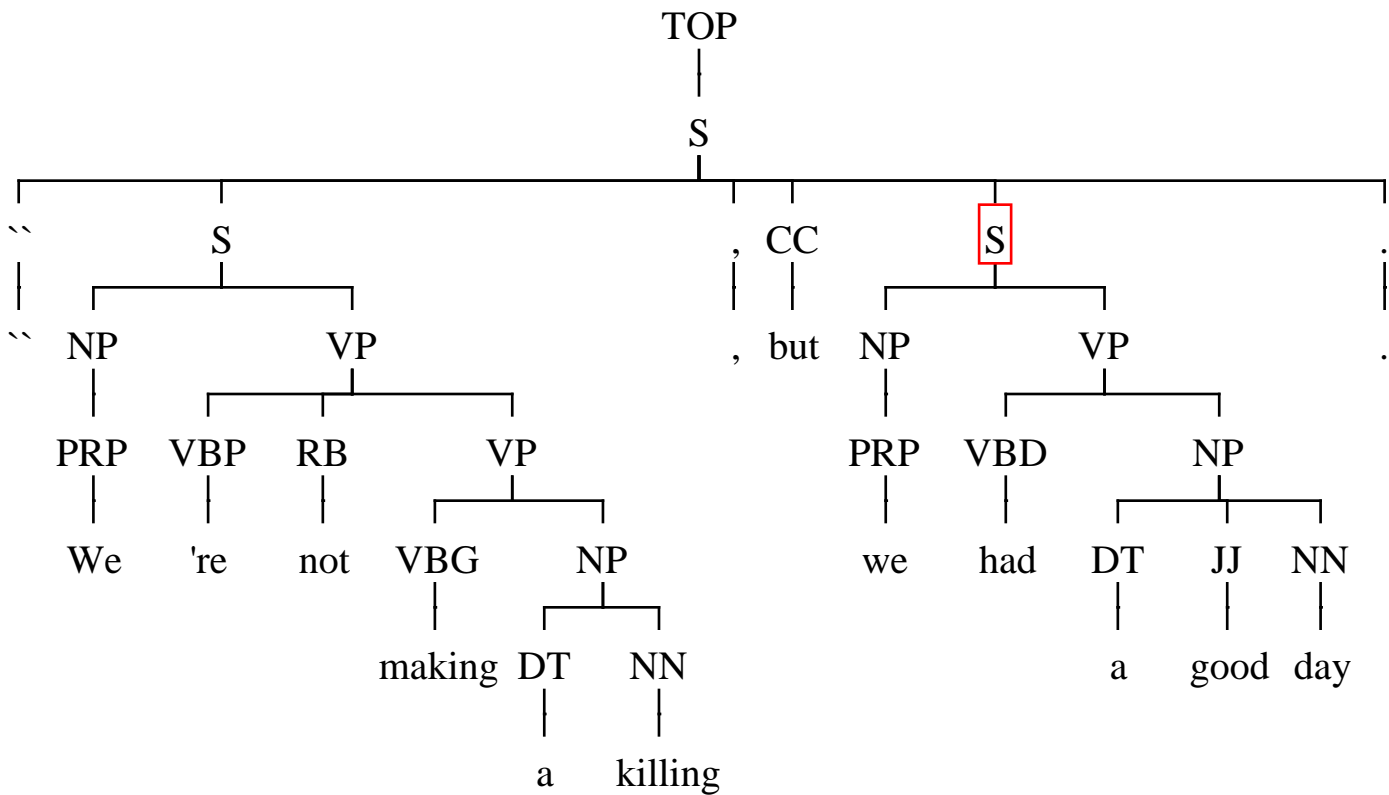 TOP
S
`` S , CC S .
`` NP VP , but NP VP .
PRP VBP RB VP PRP VBD NP
We 're not VBG NP we had DT JJ NN
making DT NN a good day
a killing